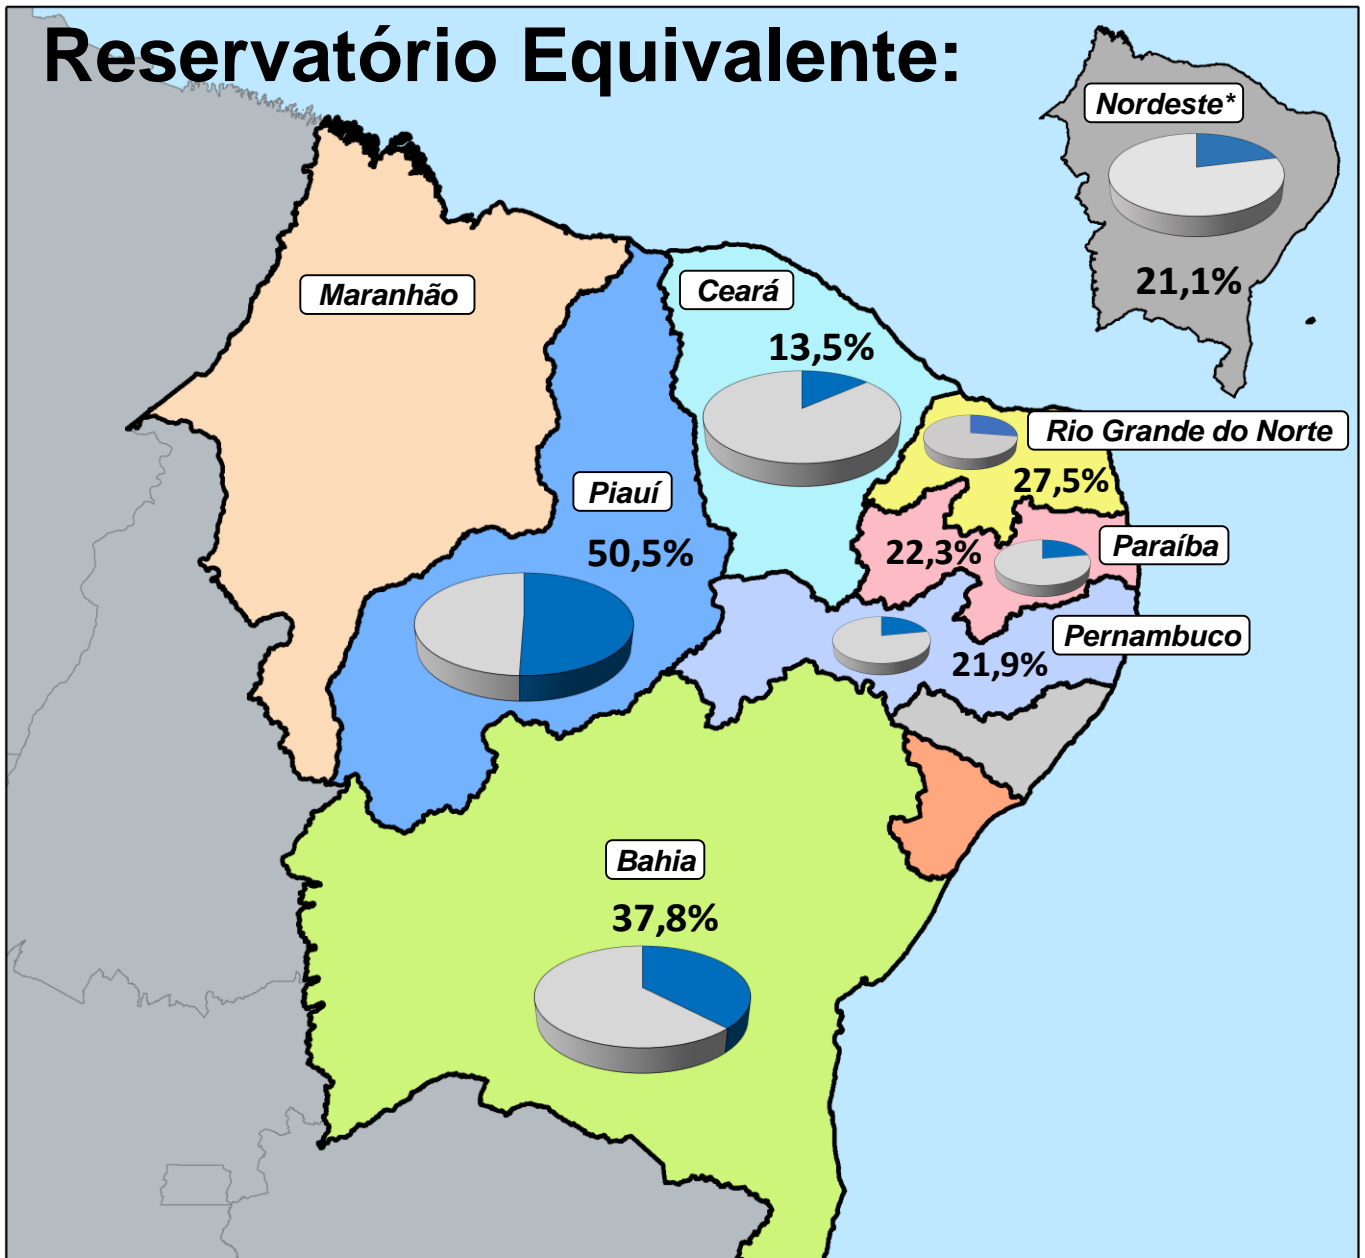 Reservatório Equivalente:
Nordeste*
21,1%
Maranhão
Ceará
13,5%
Rio Grande do Norte
27,5%
Piauí
50,5%
Paraíba
22,3%
Pernambuco
21,9%
Bahia
37,8%